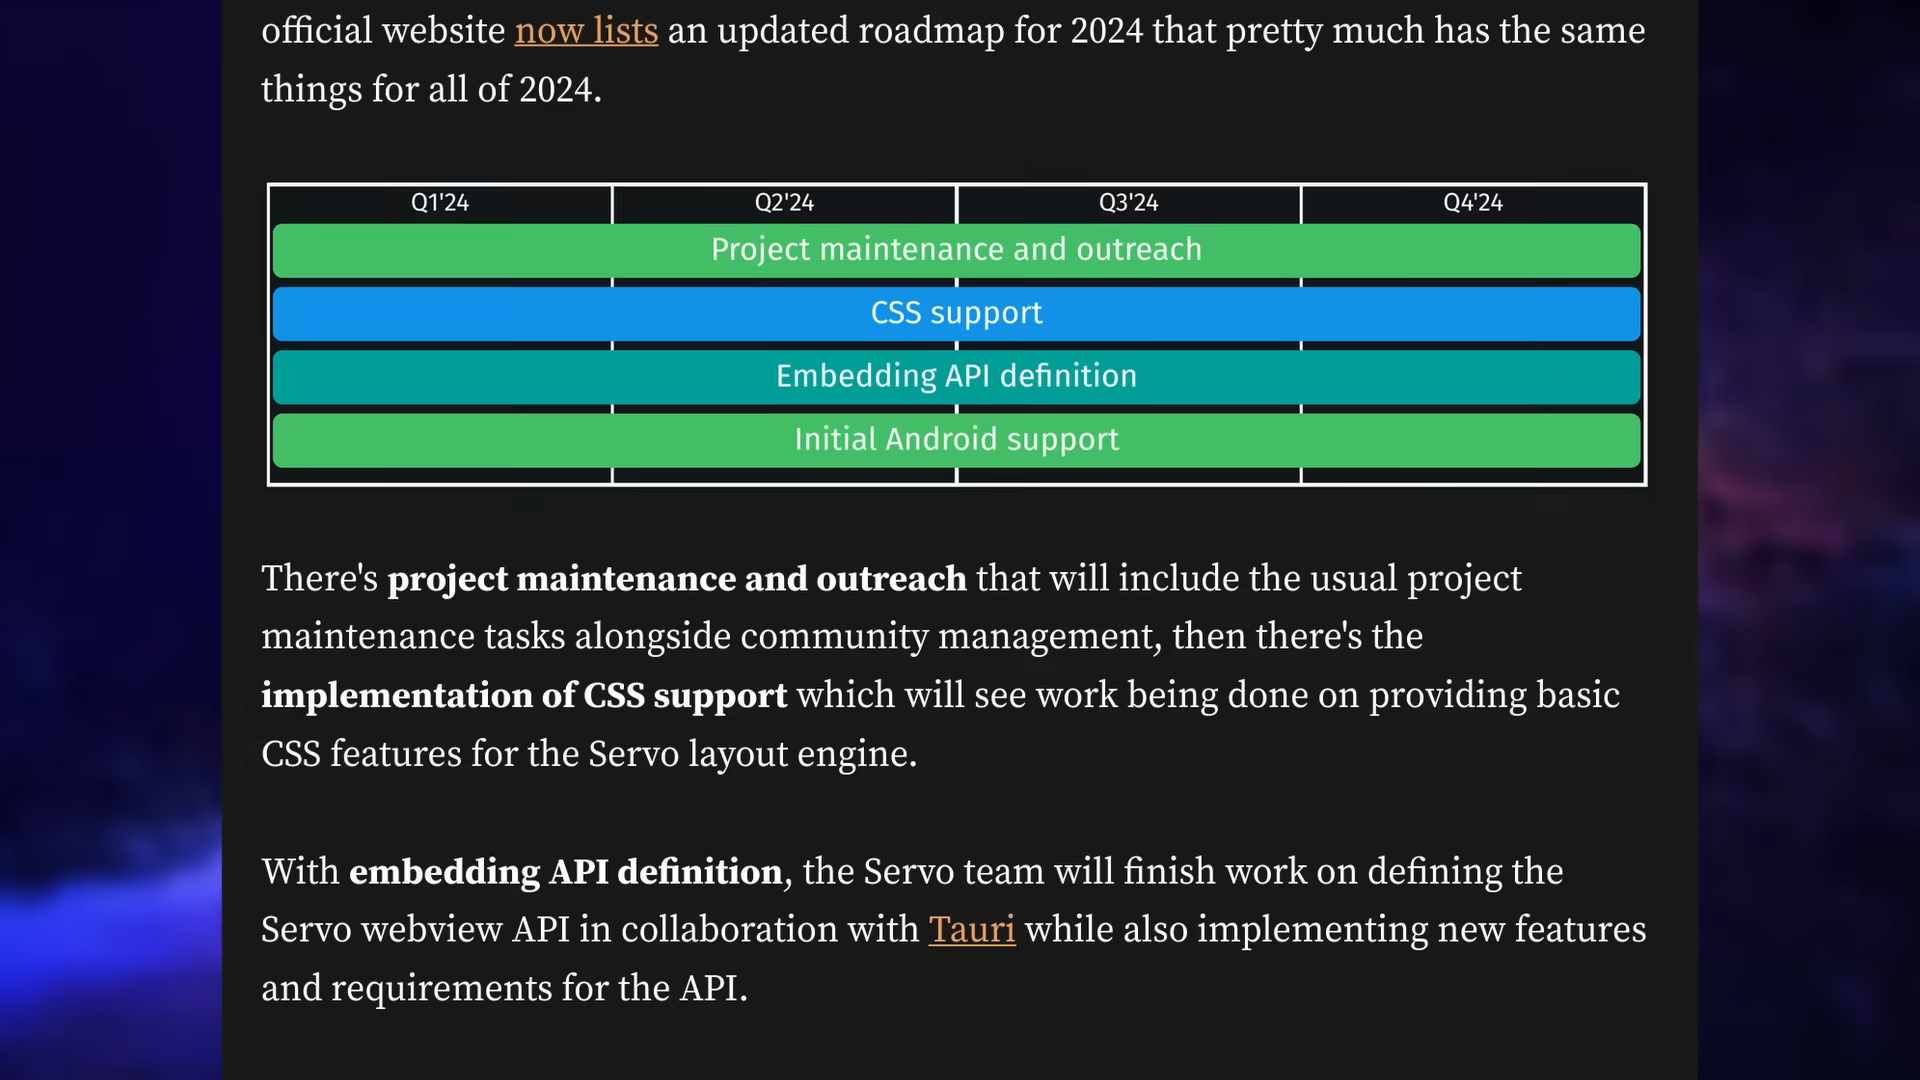 official website now lists an updated roadmap for 2024 that pretty much has the same
things for all of 2024.
Q1'24 Q2'24 Q3'24 Q4'24
Project maintenance and outreach
CSS support
Embedding API definition
Initial Android support
There's project maintenance and outreach that will include the usual project
maintenance tasks alongside community management, then there's the
implementation of CSS support which will see work being done on providing basic
CSS features for the Servo layout engine.
With embedding API definition, the Servo team will finish work on defining the
Servo webview API in collaboration with Tauri while also implementing new features
and requirements for the API.